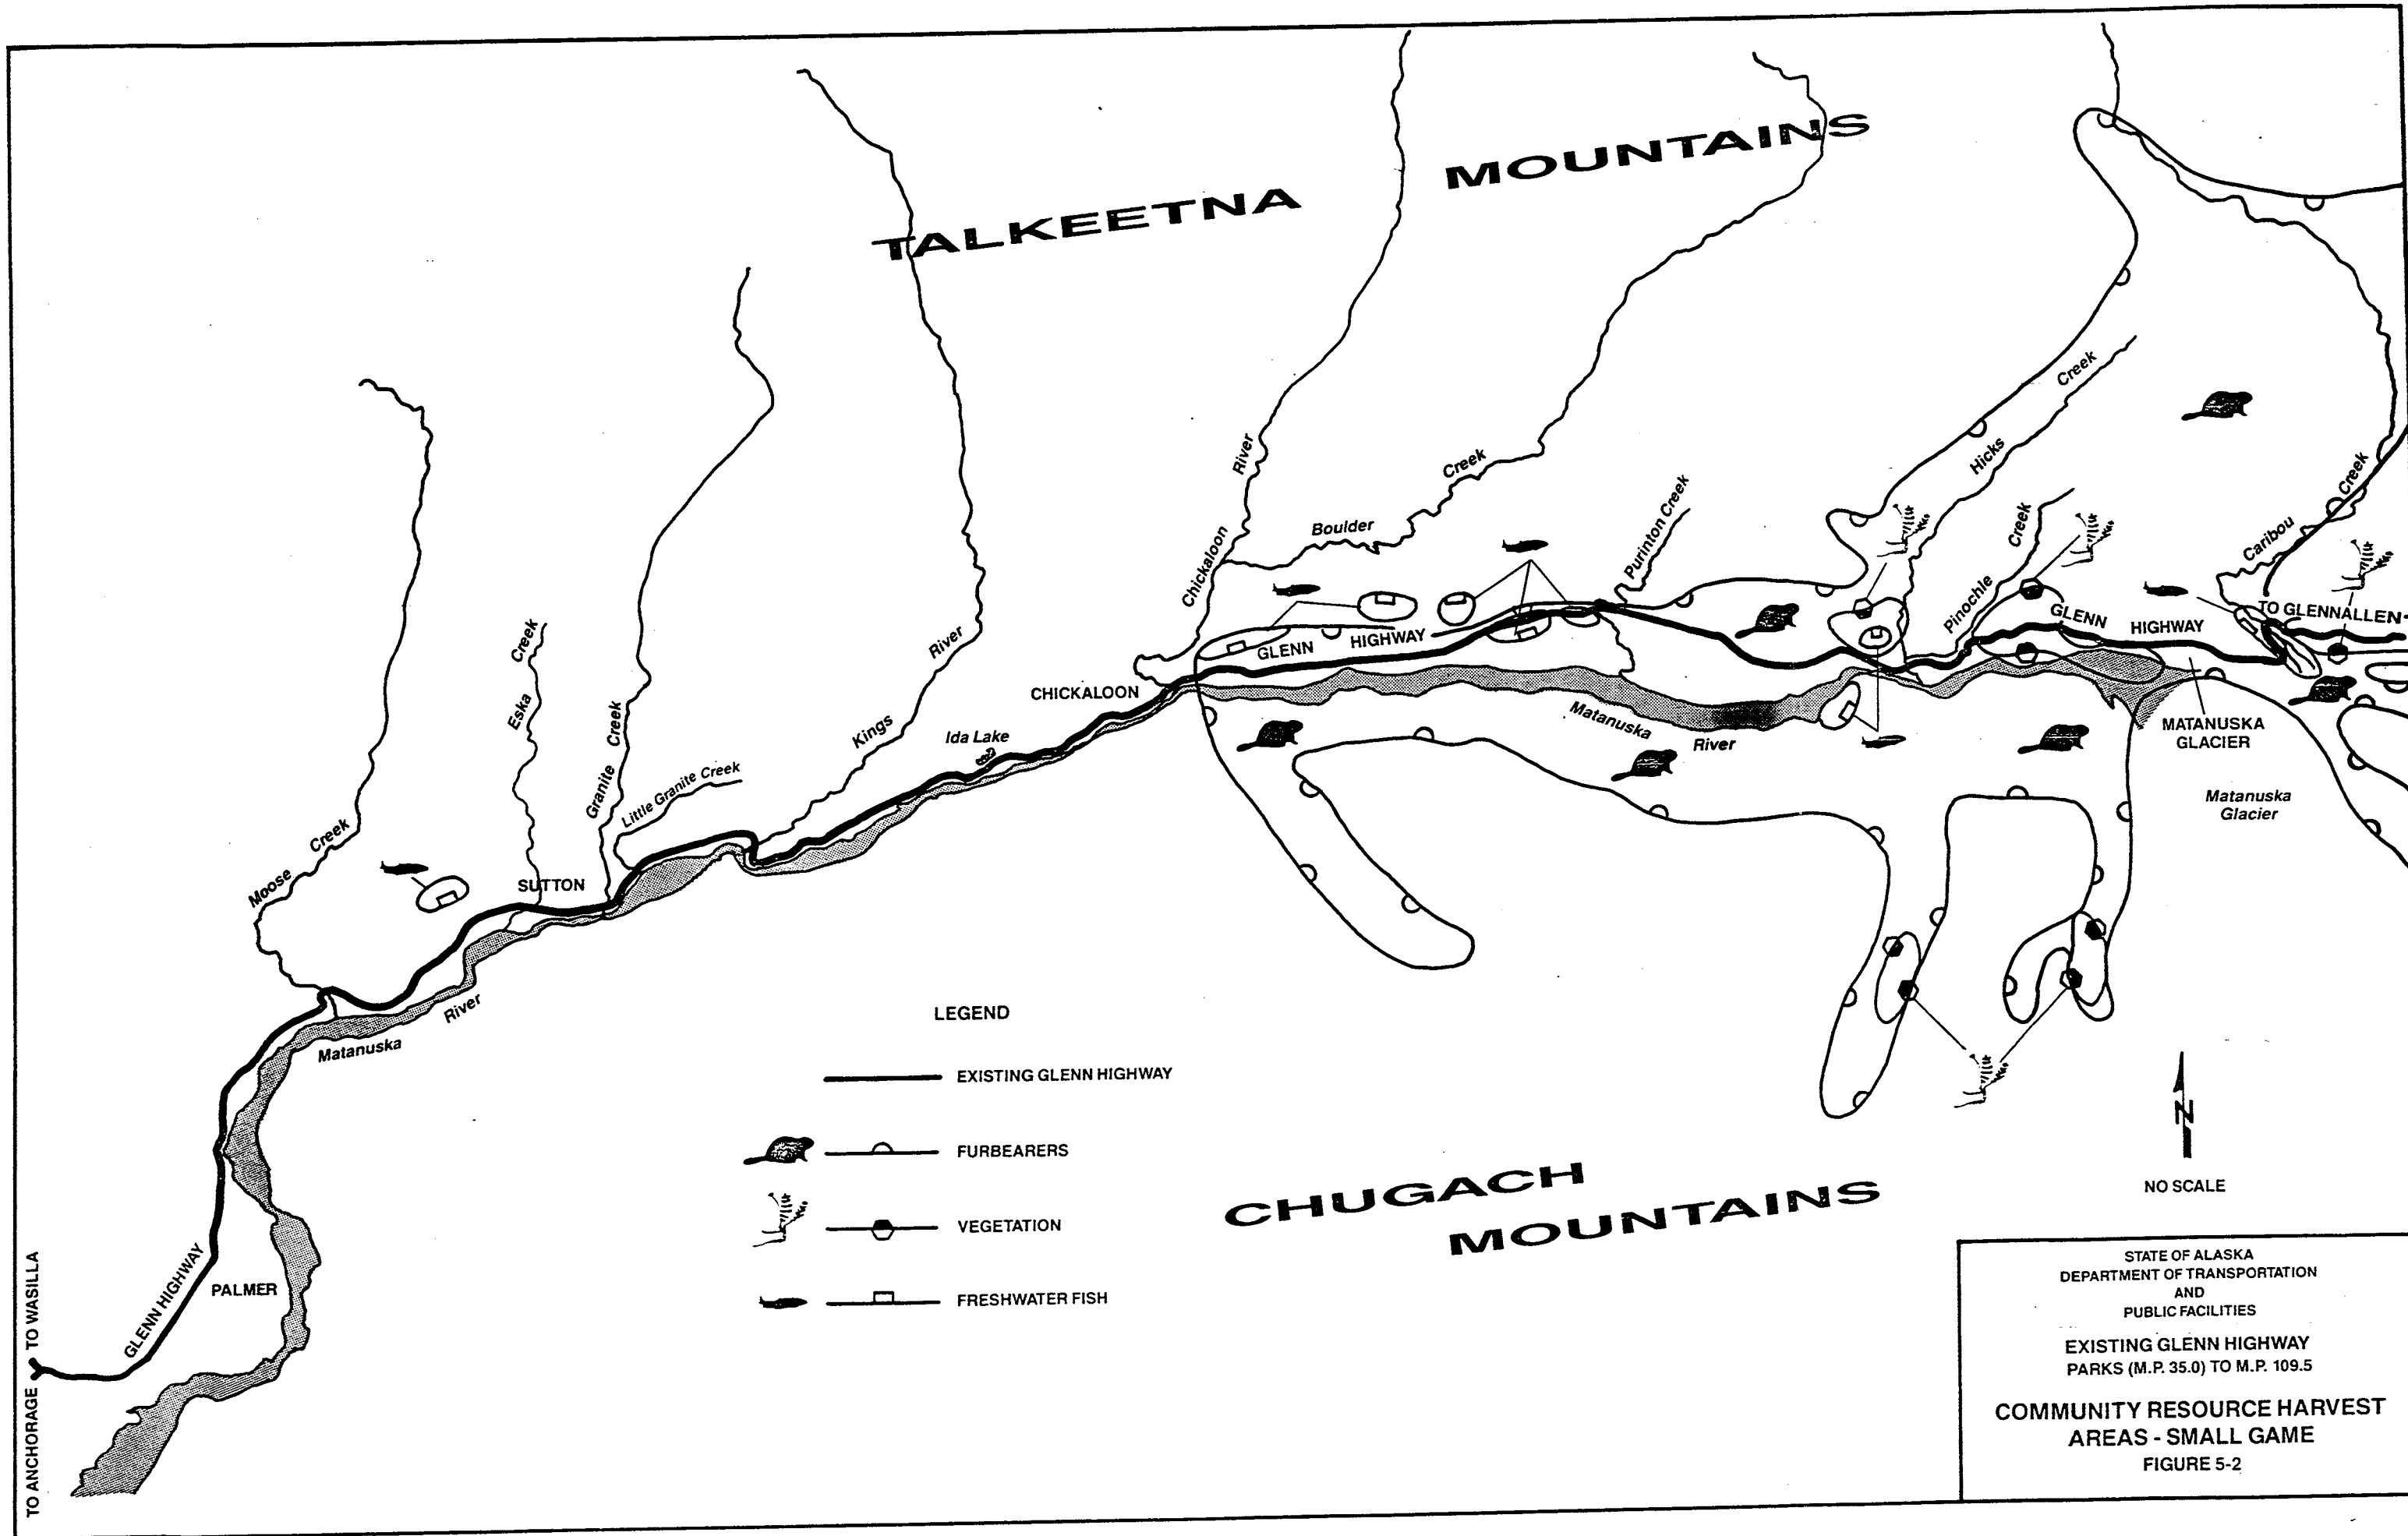 TALKEETNA
MOUNTAINS
Creek
Hicks
Creek
River
Creek
Boulder
Chickaloon
Purinton Creek
Creek
Pinochle
Caribou
TO GLENNALLEN
GLENN
HIGHWAY
GLENN
HIGHWAY
Creek
Eska
Creek
Granite
River
Kings
CHICKALOON
Ida Lake
Little Granite Creek
Matanuska
River
MATANUSKA
GLACIER
Matanuska
Glacier
Creek
Moose
SUTTON
River
Matanuska
LEGEND
EXISTING GLENN HIGHWAY
FURBEARERS
VEGETATION
FRESHWATER FISH
CHUGACH
MOUNTAINS
N
NO SCALE
GLENN HIGHWAY
PALMER
TO WASILLA
TO ANCHORAGE
STATE OF ALASKA
DEPARTMENT OF TRANSPORTATION
AND
PUBLIC FACILITIES
EXISTING GLENN HIGHWAY
PARKS (M.P. 35.0) TO M.P. 109.5
COMMUNITY RESOURCE HARVEST
AREAS - SMALL GAME
FIGURE 5-2